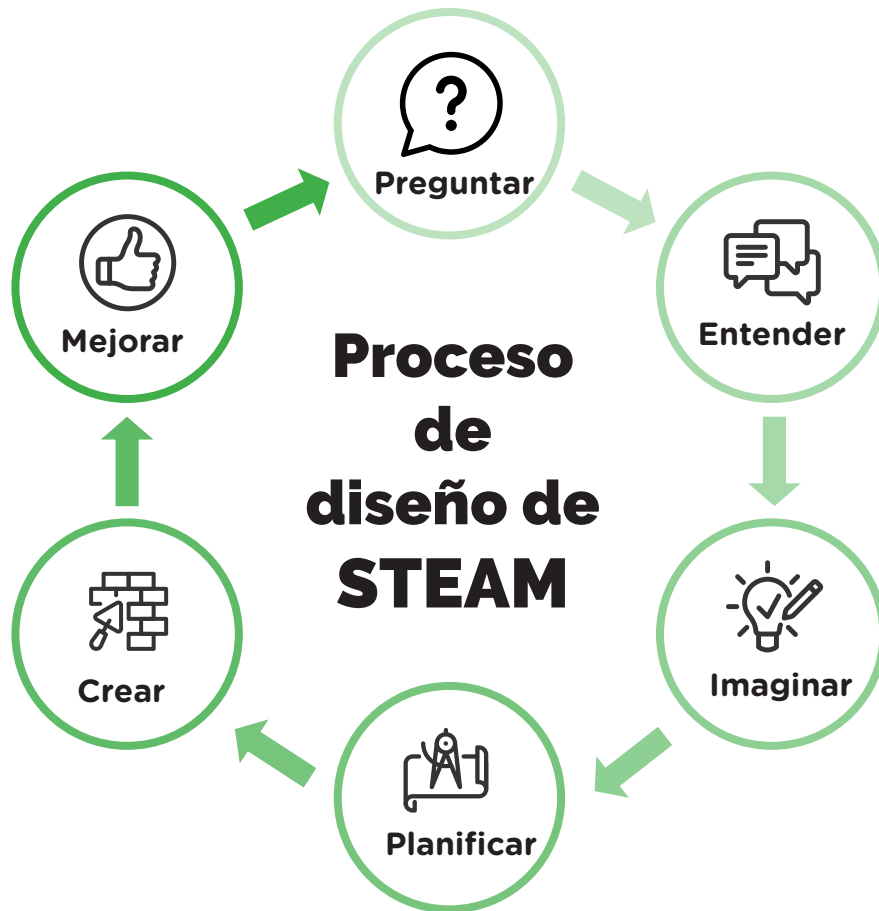 Proceso
de
diseño de
STEAM
?
Preguntar
Entender
Imaginar
Planificar
Crear
Mejorar